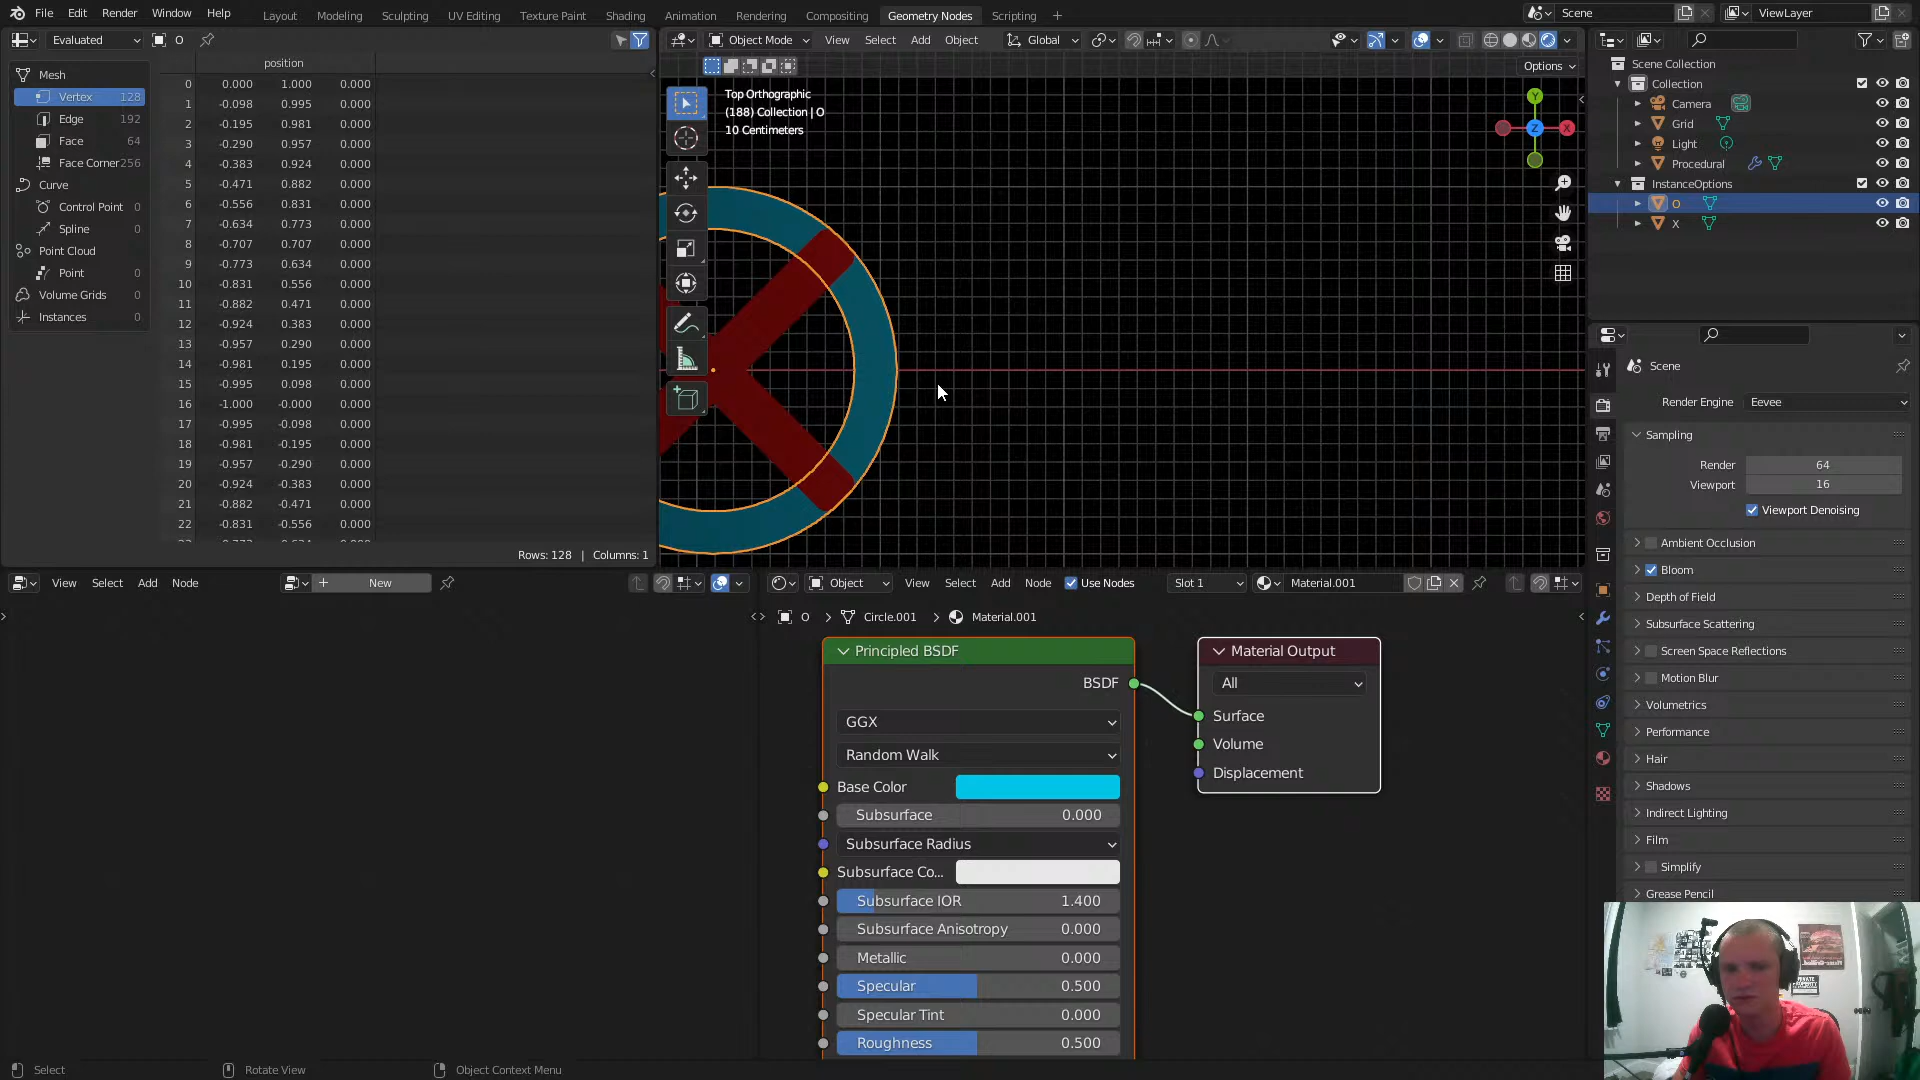 File Edit Render Window Help Layout Modeling Sculpting UV Editing Texture Paint Shading Animation Rendering Compositing Geometry Nodes Scripting + Scene ViewLayer
Evaluated O Object Mode View Select Add Object Global
Options
position
Mesh
Vertex 128
Edge 192
Face 64
Face Corner 256
Curve
Control Point 0
Spline 0
Point Cloud
Point 0
Volume Grids 0
Instances 0
0 0.000 1.000 0.000
1 -0.098 0.995 0.000
2 -0.195 0.981 0.000
3 -0.290 0.957 0.000
4 -0.383 0.924 0.000
5 -0.471 0.882 0.000
6 -0.556 0.831 0.000
7 -0.634 0.773 0.000
8 -0.707 0.707 0.000
9 -0.773 0.634 0.000
10 -0.831 0.556 0.000
11 -0.882 0.471 0.000
12 -0.924 0.383 0.000
13 -0.957 0.290 0.000
14 -0.981 0.195 0.000
15 -0.995 0.098 0.000
16 -1.000 -0.000 0.000
17 -0.995 -0.098 0.000
18 -0.981 -0.195 0.000
19 -0.957 -0.290 0.000
20 -0.924 -0.383 0.000
21 -0.882 -0.471 0.000
22 -0.831 -0.556 0.000
Rows: 128 | Columns: 1
Top Orthographic
(188) Collection | O
10 Centimeters
Y
Z
X
Scene Collection
Collection
Camera
Grid
Light
Procedural
InstanceOptions
O
X
Scene
Render Engine Eevee
Sampling
Render 64
Viewport 16
Viewport Denoising
Ambient Occlusion
Bloom
Depth of Field
Subsurface Scattering
Screen Space Reflections
Motion Blur
Volumetrics
Performance
Hair
Shadows
Indirect Lighting
Film
Simplify
Grease Pencil
View Select Add Node + New
Object View Select Add Node Use Nodes Slot 1 Material.001
O > Circle.001 > Material.001
Principled BSDF
BSDF
GGX
Random Walk
Base Color
Subsurface 0.000
Subsurface Radius
Subsurface Co...
Subsurface IOR 1.400
Subsurface Anisotropy 0.000
Metallic 0.000
Specular 0.500
Specular Tint 0.000
Roughness 0.500
Material Output
All
Surface
Volume
Displacement
Select Rotate View Object Context Menu